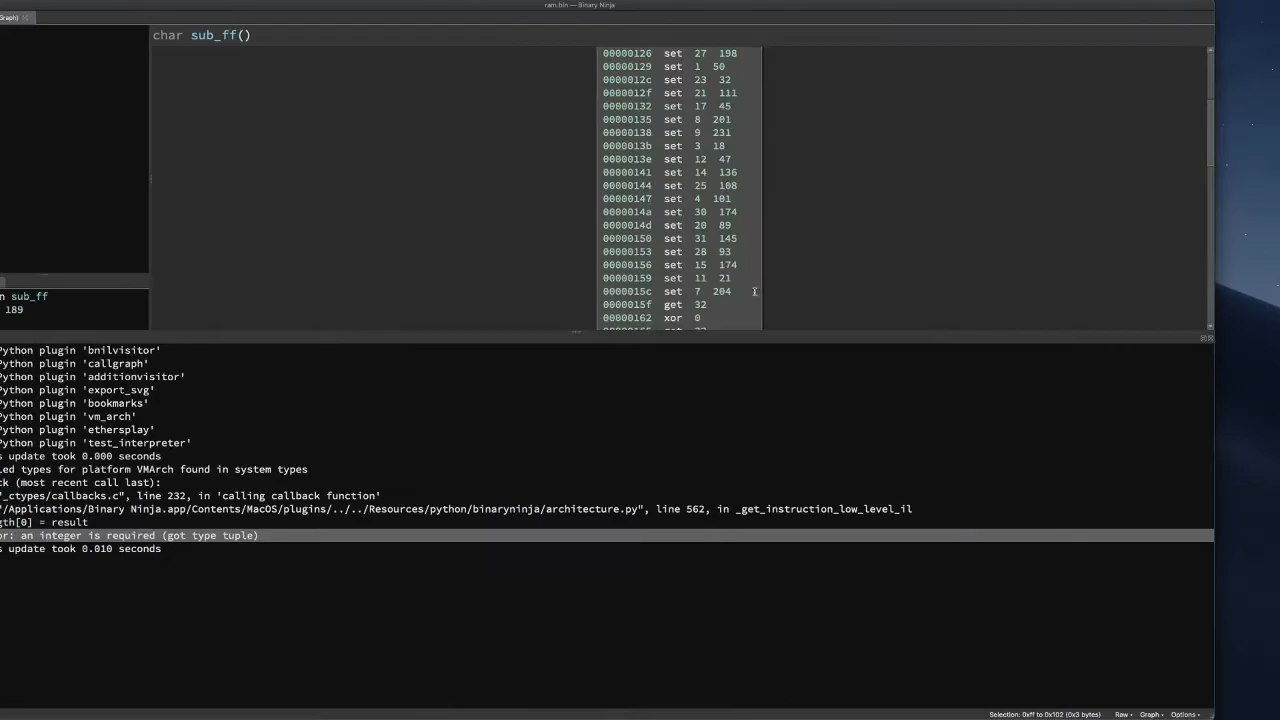 ram.bin — Binary Ninja
Graph)
char sub_ff()
00000126 set 27 198
00000129 set 1 50
0000012c set 23 32
0000012f set 21 111
00000132 set 17 45
00000135 set 8 201
00000138 set 9 231
0000013b set 3 18
0000013e set 12 47
00000141 set 14 136
00000144 set 25 108
00000147 set 4 101
0000014a set 30 174
0000014d set 20 89
00000150 set 31 145
00000153 set 28 93
00000156 set 15 174
00000159 set 11 21
0000015c set 7 204
0000015f get 32
00000162 xor 0
n sub_ff
189
Python plugin 'bnilvisitor'
Python plugin 'callgraph'
Python plugin 'additionvisitor'
Python plugin 'export_svg'
Python plugin 'bookmarks'
Python plugin 'vm_arch'
Python plugin 'ethersplay'
Python plugin 'test_interpreter'
s update took 0.000 seconds
led types for platform VMArch found in system types
ck (most recent call last):
"_ctypes/callbacks.c", line 232, in 'calling callback function'
"/Applications/Binary Ninja.app/Contents/MacOS/plugins/../../Resources/python/binaryninja/architecture.py", line 562, in _get_instruction_low_level_il
gth[0] = result
or: an integer is required (got type tuple)
s update took 0.010 seconds
Selection: 0xff to 0x102 (0x3 bytes) Raw Graph Options